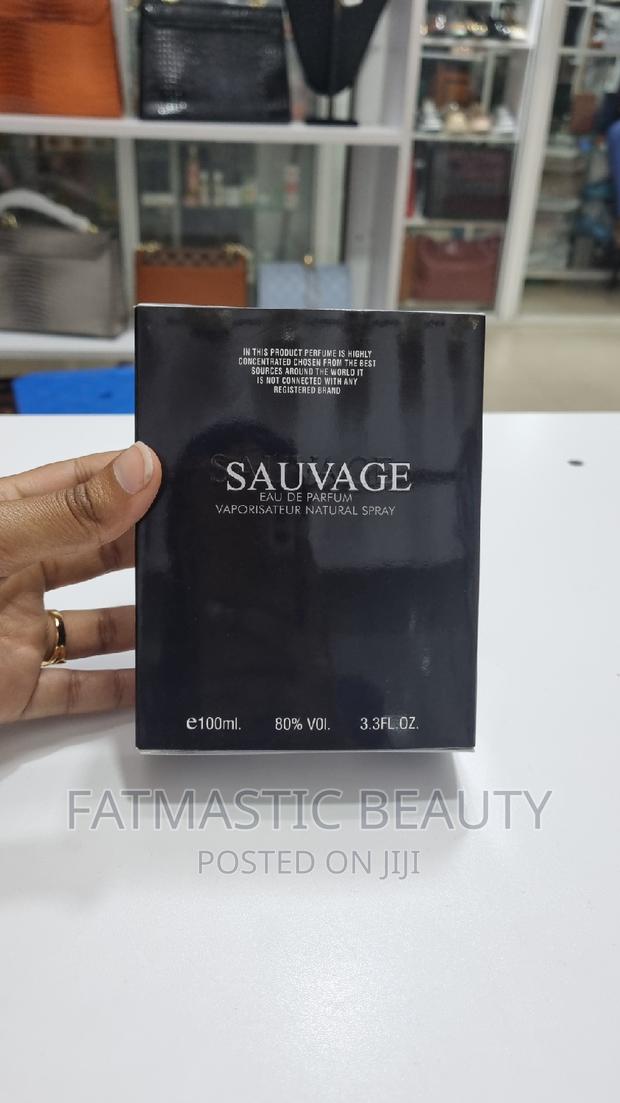 IN THIS PRODUCT PERFUME IS HIGHLY
CONCENTRATED CHOSEN FROM THE BEST
SOURCES AROUND THE WORLD IT
IS NOT CONNECTED WITH ANY
REGISTERED BRAND
SAUVAGE
EAU DE PARFUM
VAPORISATEUR NATURAL SPRAY
e100ml. 80% VOl. 3.3FL.OZ.
FATMASTIC BEAUTY
POSTED ON JIJI